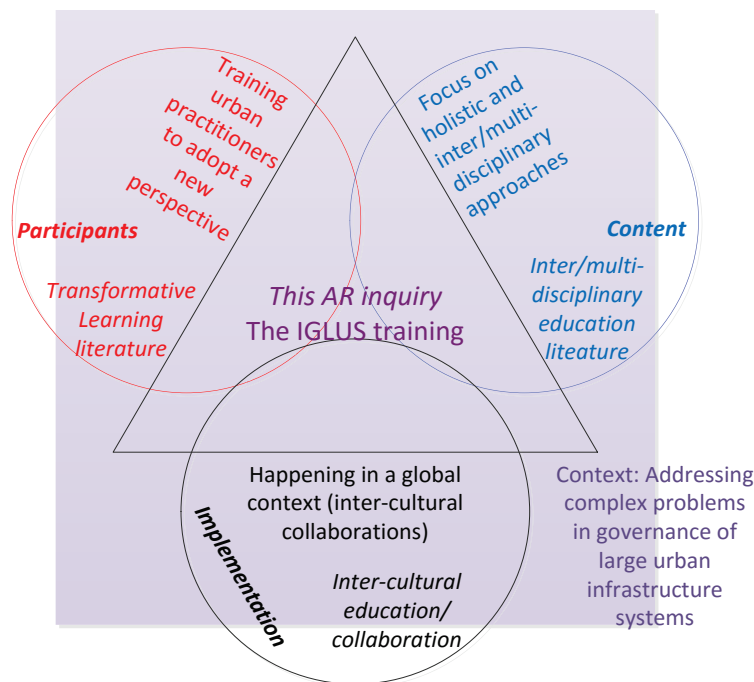 Training
urban
practitioners
to adopt a
new
perspective
Participants
Transformative
Learning
literature
Focus on
holistic and
inter/multi-
disciplinary
approaches
Content
Inter/multi-
disciplinary
education
liteature
This AR inquiry
The IGLUS training
Happening in a global
context (inter-cultural
collaborations)
Implementation
Inter-cultural
education/
collaboration
Context: Addressing
complex problems
in governance of
large urban
infrastructure
systems